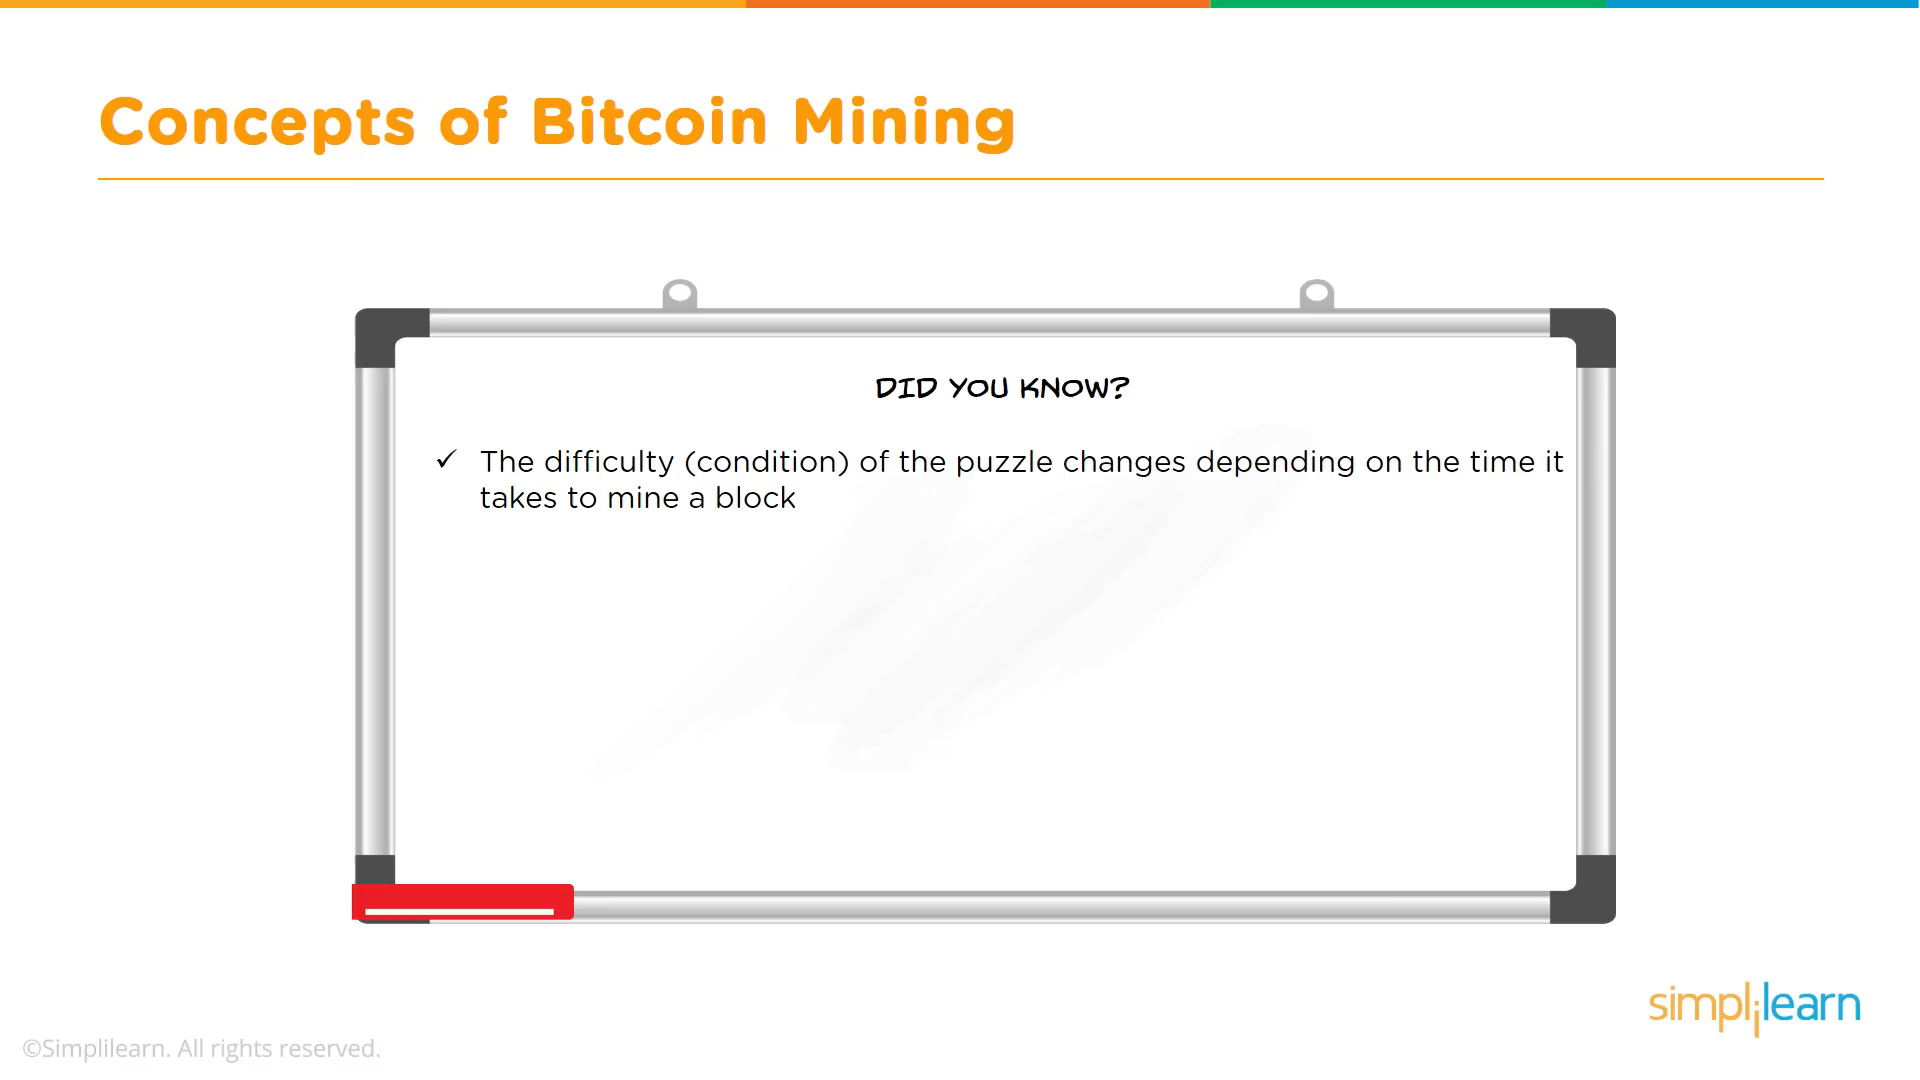 Concepts of Bitcoin Mining
DID YOU KNOW?
✓ The difficulty (condition) of the puzzle changes depending on the time it
takes to mine a block
simplilearn
©Simplilearn. All rights reserved.